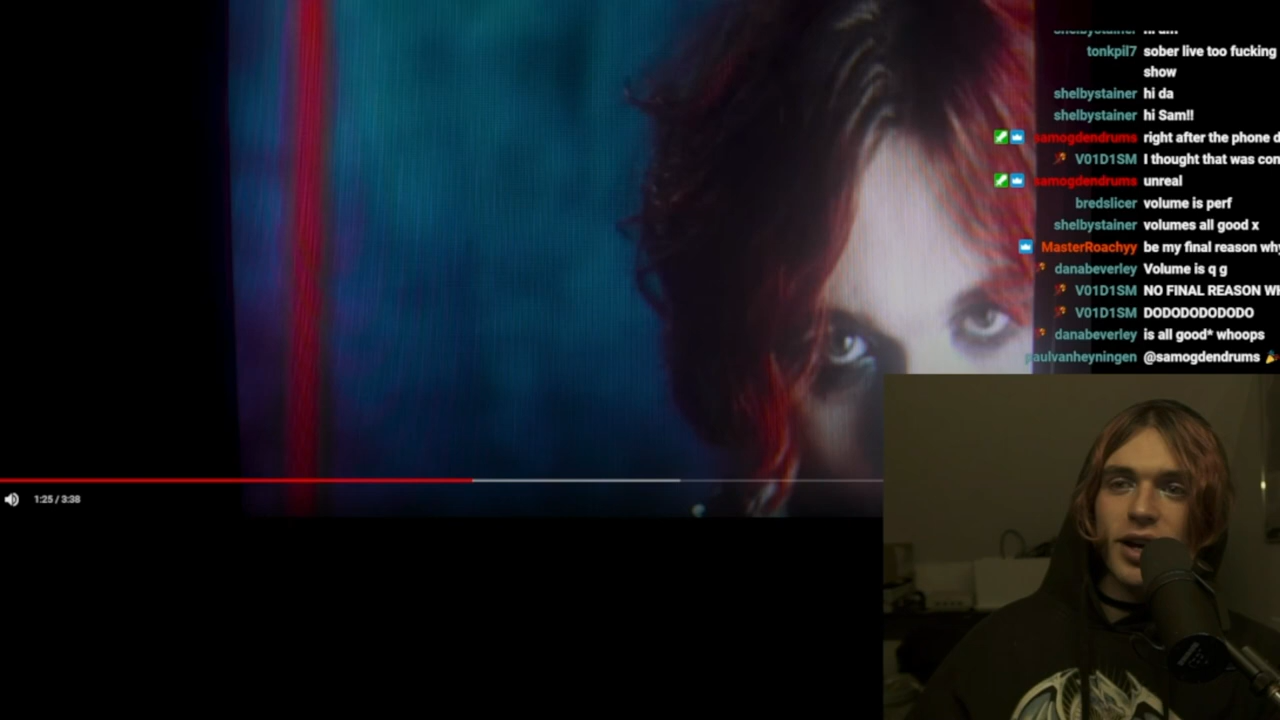 hi
tonkpil7 sober live too fucking
show
shelbystainer hi da
shelbystainer hi Sam!!
samogdendrums right after the phone d
V01D1SM I thought that was con
samogdendrums unreal
bredslicer volume is perf
shelbystainer volumes all good x
MasterRoachyy be my final reason why
danabeverley Volume is q g
V01D1SM NO FINAL REASON WH
V01D1SM DODODODODODO
danabeverley is all good* whoops
paulvanheyningen @samogdendrums
1:25 / 3:38